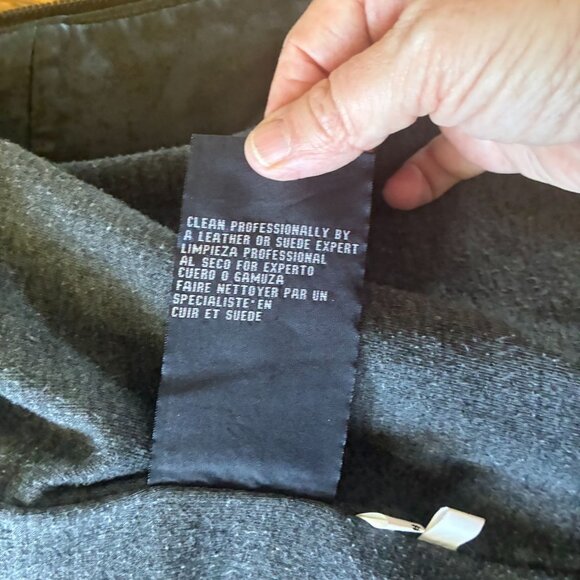 CLEAN PROFESSIONALLY BY
A LEATHER OR SUEDE EXPERT
LIMPIEZA PROFESSIONAL
AL SECO FOR EXPERTO
CUERO O GAMUZA
FAIRE NETTOYER PAR UN
SPECIALISTE EN
CUIR ET SUEDE